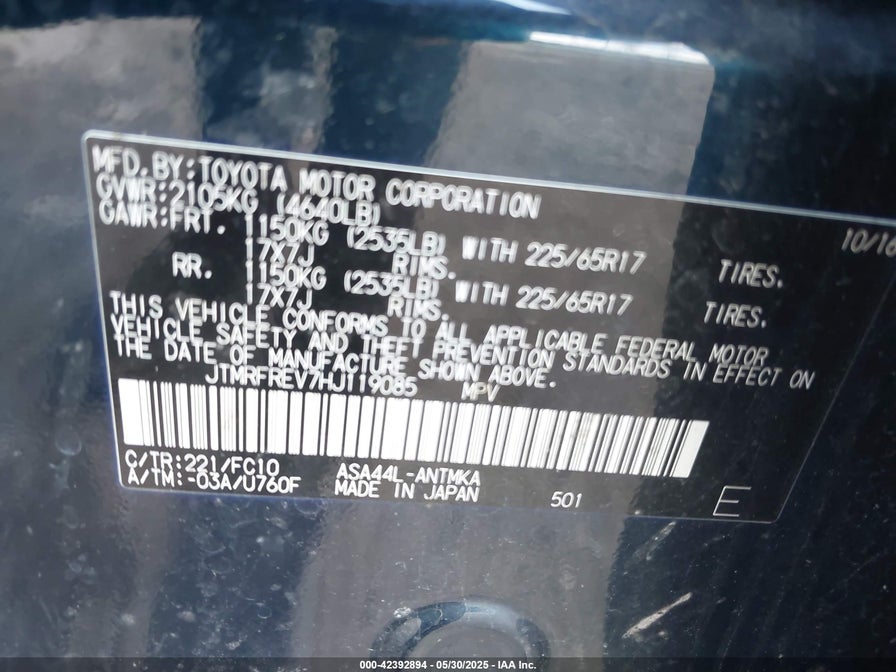 MFD. BY: TOYOTA MOTOR CORPORATION 10/16
GVWR: 2105KG (4640LB)
GAWR: FRT. 1150KG (2535LB) WITH 225/65R17 TIRES.
17X7J RIMS.
RR. 1150KG (2535LB) WITH 225/65R17 TIRES.
17X7J RIMS.
THIS VEHICLE CONFORMS TO ALL APPLICABLE FEDERAL MOTOR
VEHICLE SAFETY AND THEFT PREVENTION STANDARDS IN EFFECT ON
THE DATE OF MANUFACTURE SHOWN ABOVE.
JTMRFREV7HJ119085 MPV
C/TR: 221/FC10 ASA44L-ANTMKA
A/TM: -03A/U760F MADE IN JAPAN 501 E
000-42392894 - 05/30/2025 - IAA Inc.